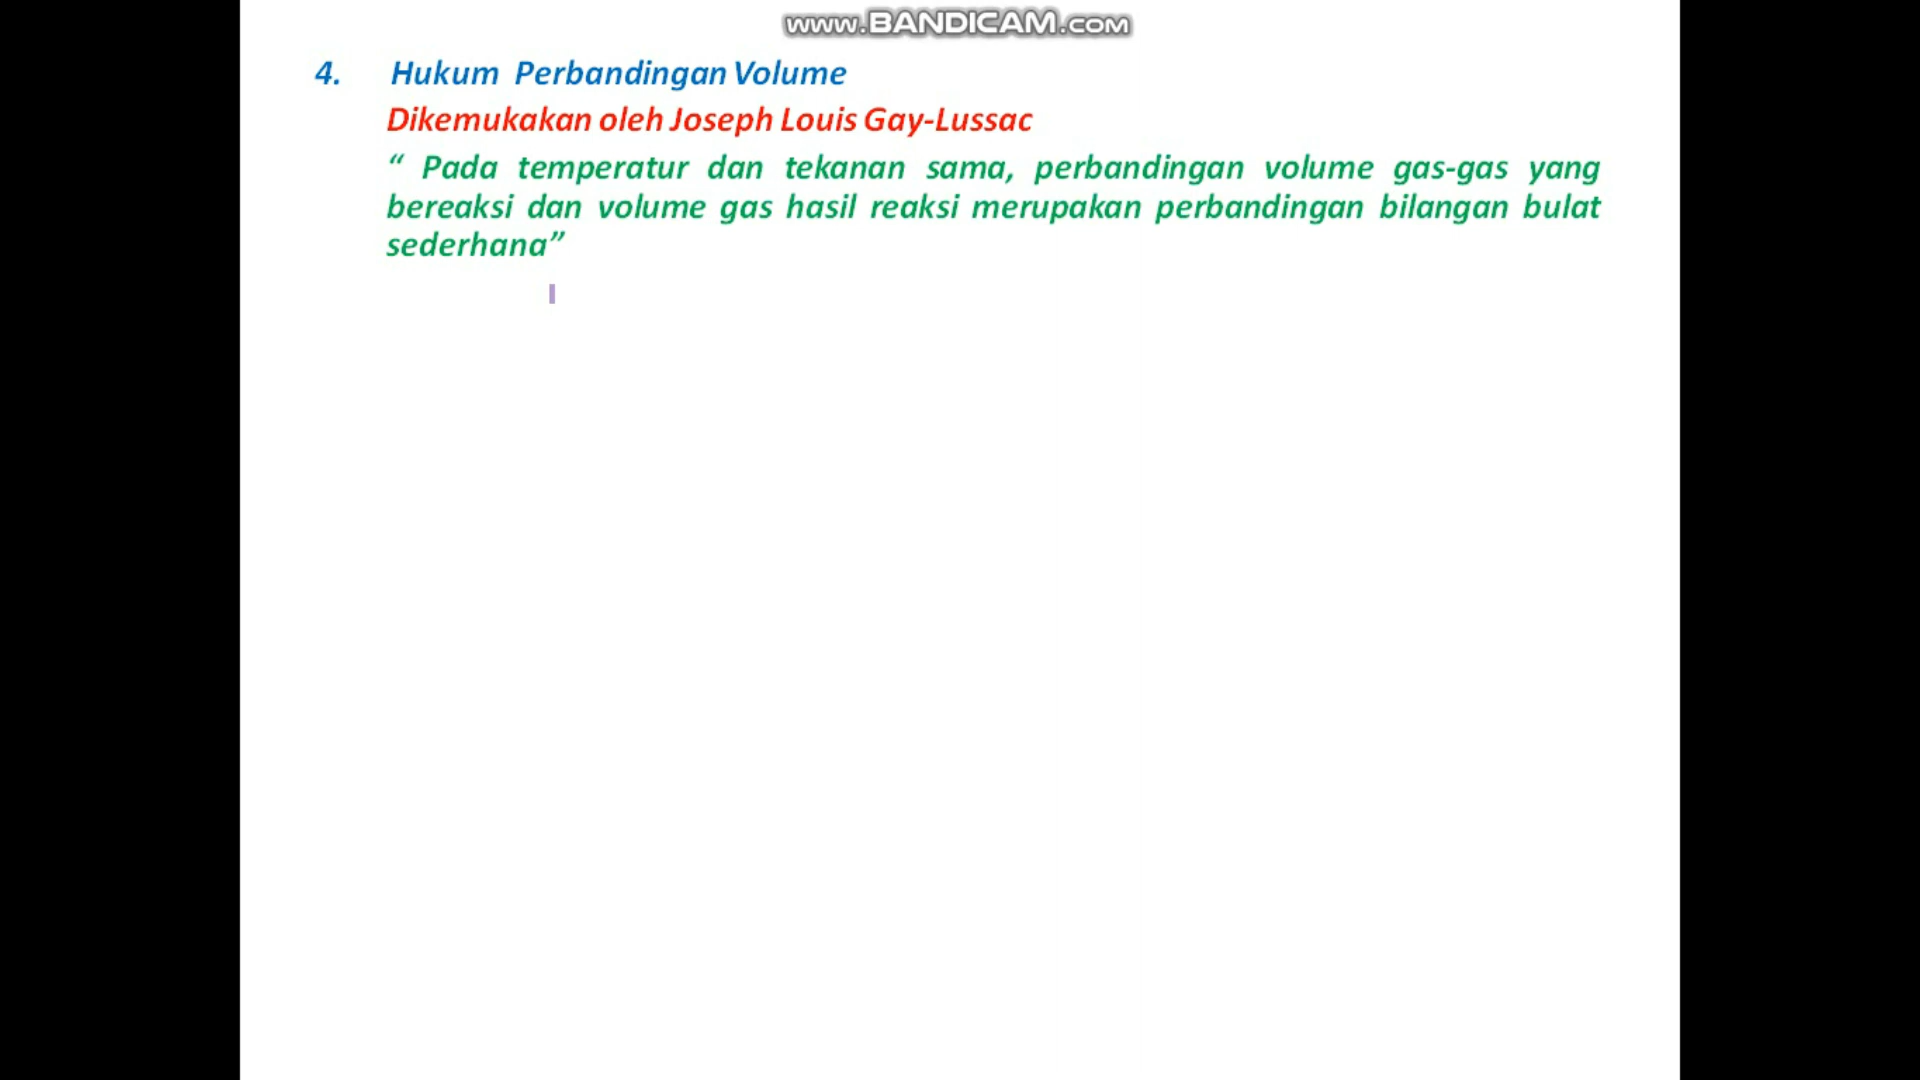 www.BANDICAM.com
4. Hukum Perbandingan Volume
Dikemukakan oleh Joseph Louis Gay-Lussac
“ Pada temperatur dan tekanan sama, perbandingan volume gas-gas yang
bereaksi dan volume gas hasil reaksi merupakan perbandingan bilangan bulat
sederhana”